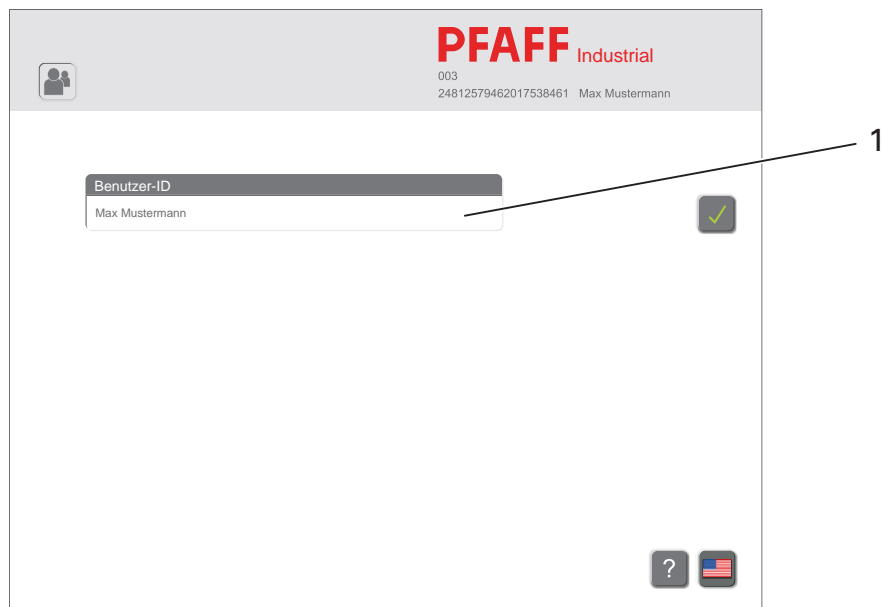 PFAFF Industrial
003
24812579462017538461 Max Mustermann
1
Benutzer-ID
Max Mustermann
?